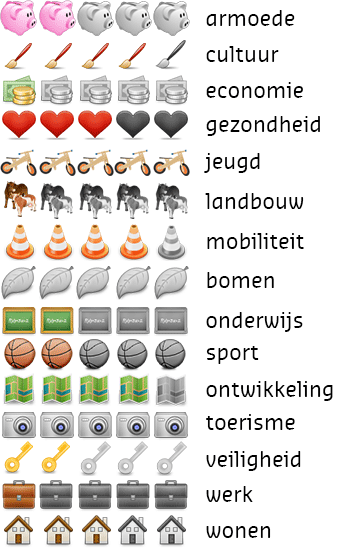 armoede
cultuur
economie
gezondheid
jeugd
landbouw
mobiliteit
bomen
onderwijs
sport
ontwikkeling
toerisme
veiligheid
werk
wonen